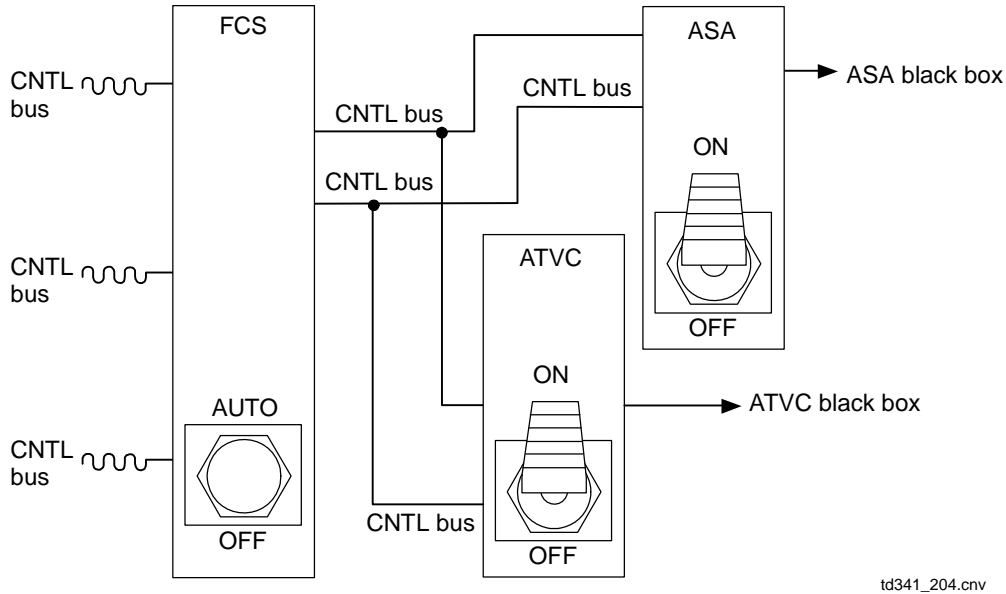 FCS
ASA
CNTL
bus
ASA black box
CNTL bus
CNTL bus
ON
CNTL bus
ATVC
CNTL
bus
OFF
ON
AUTO
ATVC black box
CNTL
bus
CNTL bus
OFF
OFF
td341_204.cnv